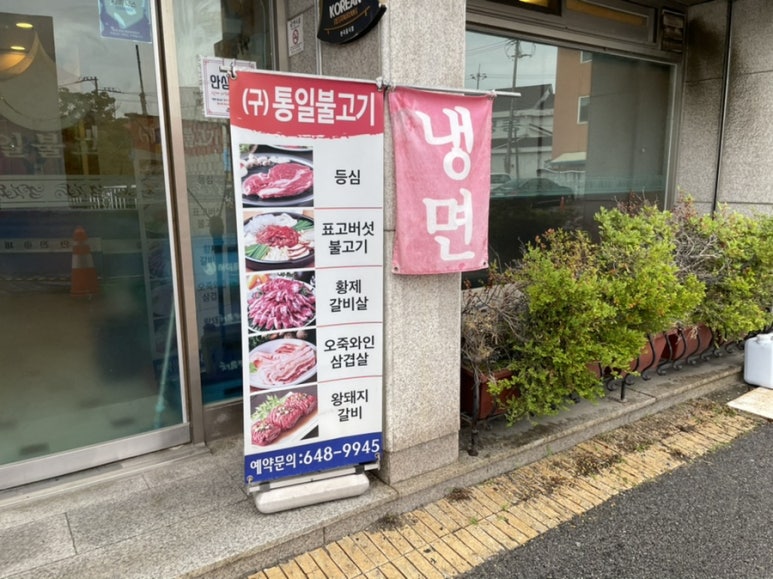 KOREAN
안심
(구)통일불고기
등심
표고버섯
불고기
황제
갈비살
오죽와인
삼겹살
왕돼지
갈비
예약문의:648-9945
냉면